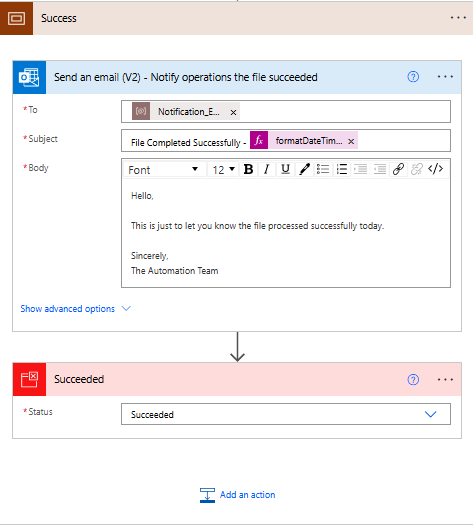 Success
Send an email (V2) - Notify operations the file succeeded
* To
Notification_E... ×
* Subject
File Completed Successfully - fx formatDateTim... ×
* Body
Font 12 B I U </>
Hello,
This is just to let you know the file processed successfully today.
Sincerely,
The Automation Team
Show advanced options
Succeeded
* Status
Succeeded
Add an action